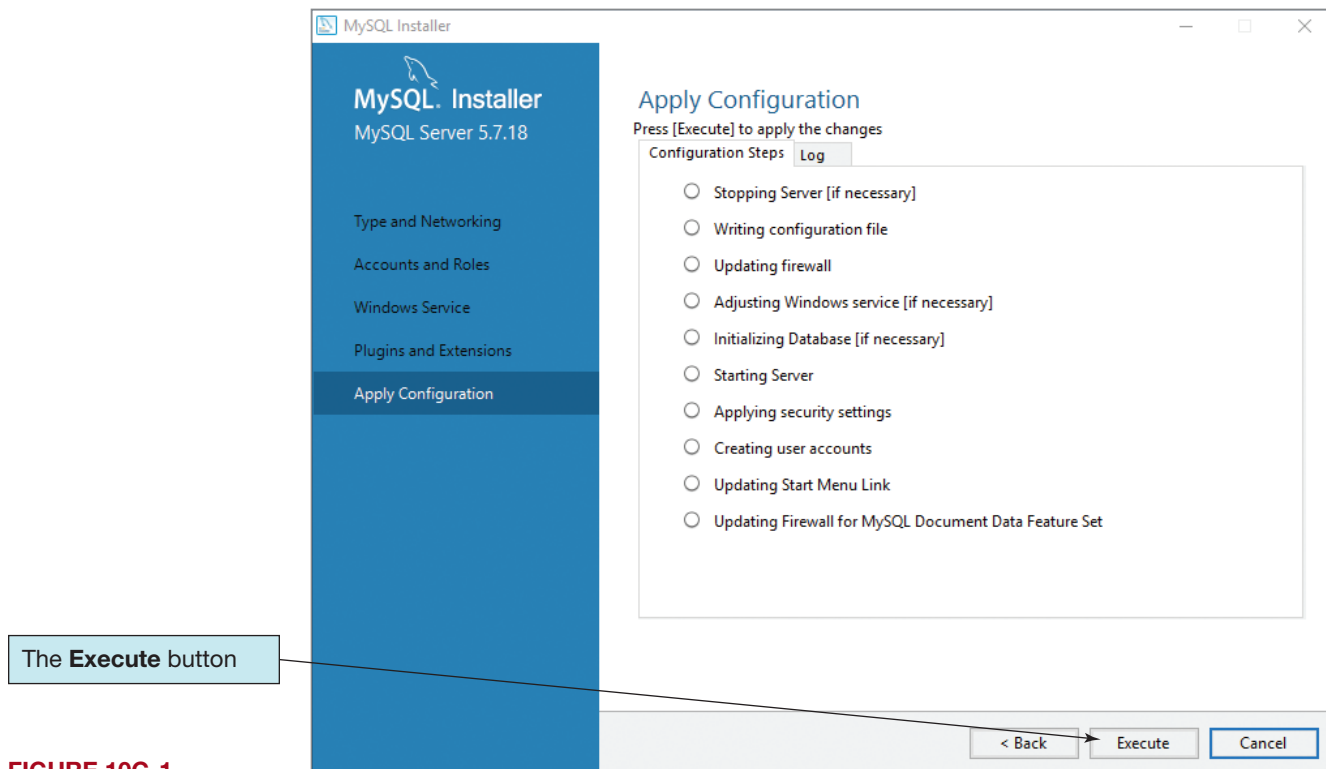 MySQL Installer
MySQL. Installer
MySQL Server 5.7.18
Type and Networking
Accounts and Roles
Windows Service
Plugins and Extensions
Apply Configuration
Apply Configuration
Press [Execute] to apply the changes
Configuration Steps Log
Stopping Server [if necessary]
Writing configuration file
Updating firewall
Adjusting Windows service [if necessary]
Initializing Database [if necessary]
Starting Server
Applying security settings
Creating user accounts
Updating Start Menu Link
Updating Firewall for MySQL Document Data Feature Set
The Execute button
< Back Execute Cancel
FIGURE 10C-1